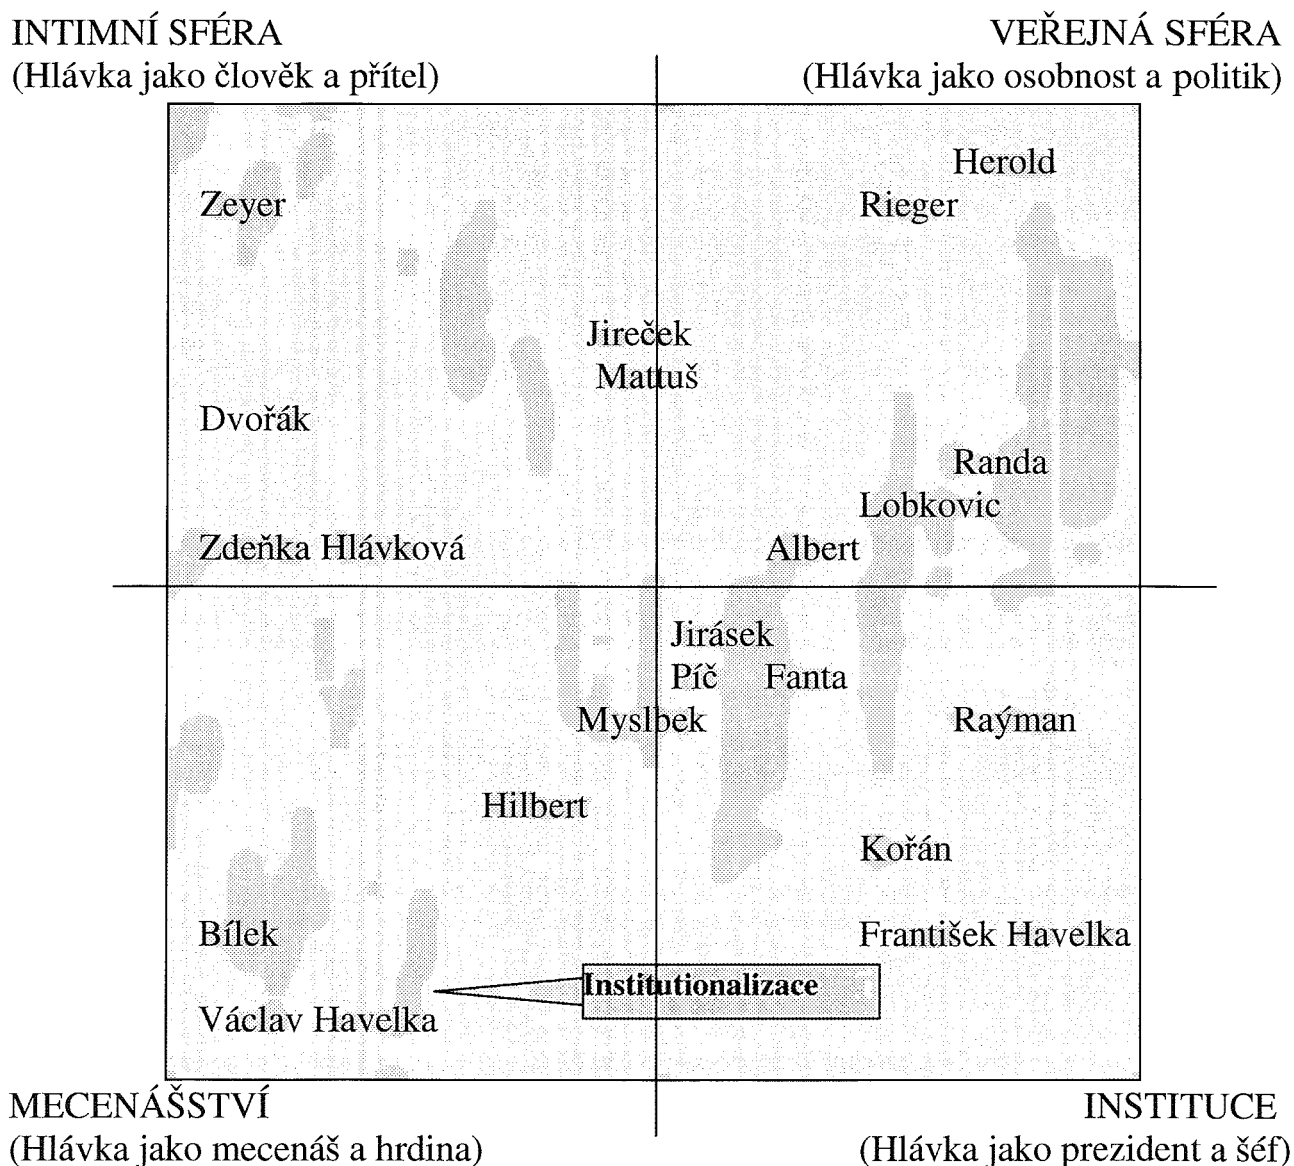 INTIMNÍ SFÉRA
(Hlávka jako člověk a přítel)
VEŘEJNÁ SFÉRA
(Hlávka jako osobnost a politik)
Herold
Zeyer
Rieger
Jireček
Mattuš
Dvořák
Randa
Lobkovic
Zdeňka Hlávková
Albert
Jirásek
Píč
Fanta
Myslbek
Raýman
Hilbert
Kořán
Bílek
František Havelka
Institutionalizace
Václav Havelka
MECENÁŠSTVÍ
(Hlávka jako mecenáš a hrdina)
INSTITUCE
(Hlávka jako prezident a šéf)